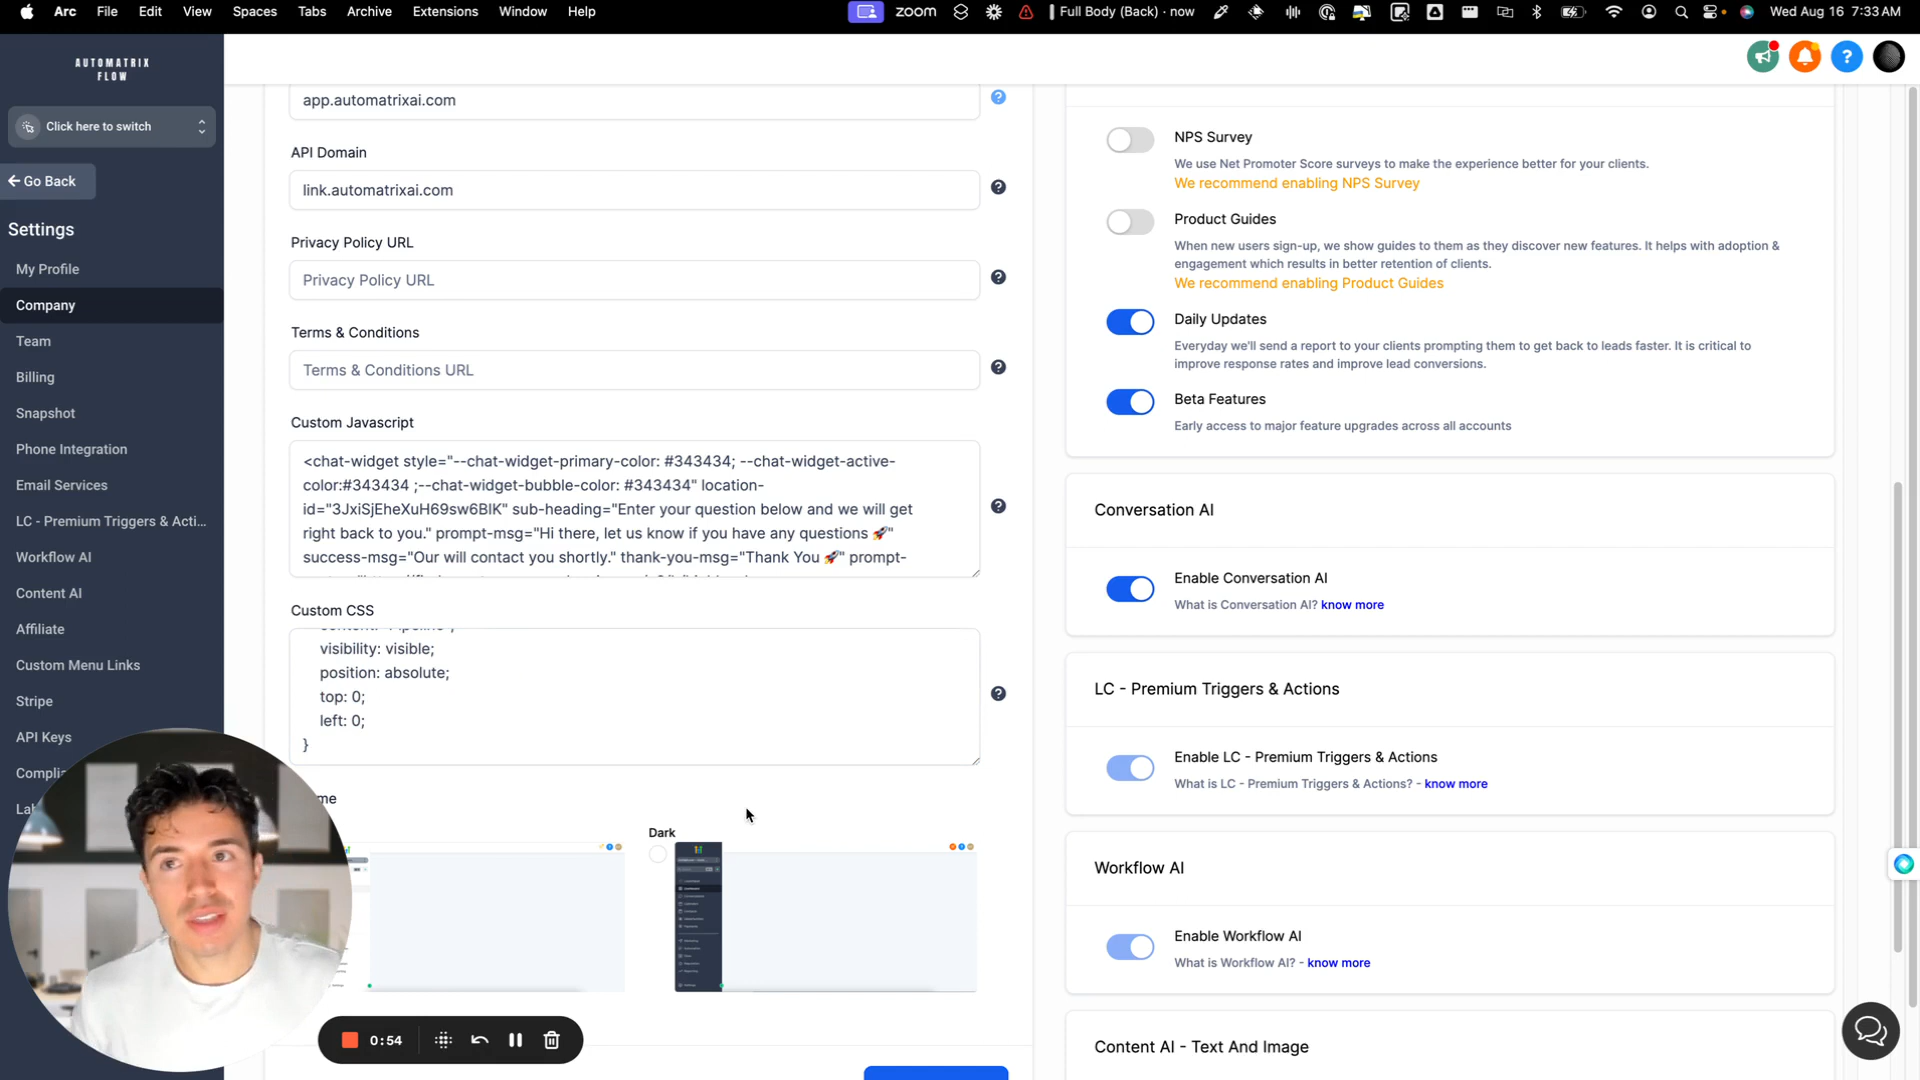 Arc File Edit View Spaces Tabs Archive Extensions Window Help
zoom
Full Body (Back) · now
Wed Aug 16 7:33 AM
AUTOMATRIX
FLOW
Click here to switch
Go Back
Settings
My Profile
Company
Team
Billing
Snapshot
Phone Integration
Email Services
LC - Premium Triggers & Acti...
Workflow AI
Content AI
Affiliate
Custom Menu Links
Stripe
API Keys
app.automatrixai.com
API Domain
link.automatrixai.com
Privacy Policy URL
Privacy Policy URL
Terms & Conditions
Terms & Conditions URL
Custom Javascript
<chat-widget style="--chat-widget-primary-color: #343434; --chat-widget-active-
color:#343434 ;--chat-widget-bubble-color: #343434" location-
id="3JxiSjEheXuH69sw6BlK" sub-heading="Enter your question below and we will get
right back to you." prompt-msg="Hi there, let us know if you have any questions 🚀"
success-msg="Our will contact you shortly." thank-you-msg="Thank You 🚀" prompt-
Custom CSS
visibility: visible;
position: absolute;
top: 0;
left: 0;
}
Dark
0:54
NPS Survey
We use Net Promoter Score surveys to make the experience better for your clients.
We recommend enabling NPS Survey
Product Guides
When new users sign-up, we show guides to them as they discover new features. It helps with adoption &
engagement which results in better retention of clients.
We recommend enabling Product Guides
Daily Updates
Everyday we'll send a report to your clients prompting them to get back to leads faster. It is critical to
improve response rates and improve lead conversions.
Beta Features
Early access to major feature upgrades across all accounts
Conversation AI
Enable Conversation AI
What is Conversation AI? know more
LC - Premium Triggers & Actions
Enable LC - Premium Triggers & Actions
What is LC - Premium Triggers & Actions? - know more
Workflow AI
Enable Workflow AI
What is Workflow AI? - know more
Content AI - Text And Image